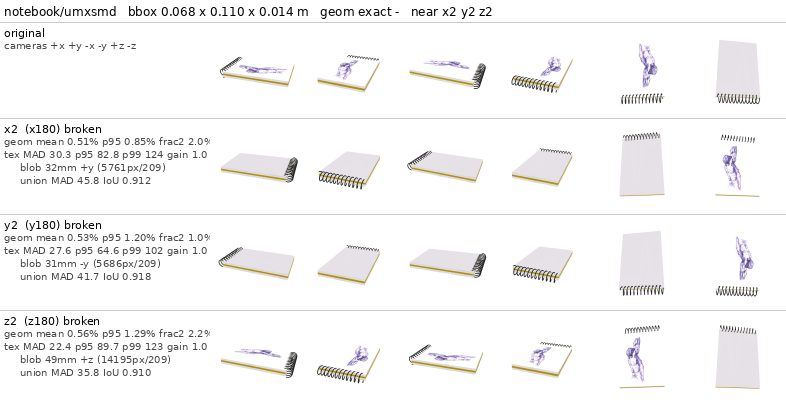 notebook/umxsmd   bbox 0.068 x 0.110 x 0.014 m   geom exact -   near x2 y2 z2
original
cameras +x +y -x -y +z -z
x2  (x180) broken
geom mean 0.51% p95 0.85% frac2 2.0%
tex MAD 30.3 p95 82.8 p99 124 gain 1.0
blob 32mm +y (5761px/209)
union MAD 45.8 IoU 0.912
y2  (y180) broken
geom mean 0.53% p95 1.20% frac2 1.0%
tex MAD 27.6 p95 64.6 p99 102 gain 1.0
blob 31mm -y (5686px/209)
union MAD 41.7 IoU 0.918
z2  (z180) broken
geom mean 0.56% p95 1.29% frac2 2.2%
tex MAD 22.4 p95 89.7 p99 123 gain 1.0
blob 49mm +z (14195px/209)
union MAD 35.8 IoU 0.910